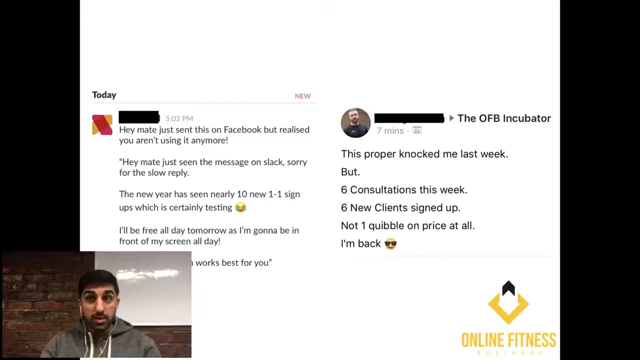 Today
NEW
5:03 PM
Hey mate just sent this on Facebook but realised
you aren't using it anymore!
"Hey mate just seen the message on slack, sorry
for the slow reply.
The new year has seen nearly 10 new 1-1 sign
ups which is certainly testing 😂
I'll be free all day tomorrow as I'm gonna be in
front of my screen all day!
works best for you"
▸ The OFB Incubator
7 mins
This proper knocked me last week.
But.
6 Consultations this week.
6 New Clients signed up.
Not 1 quibble on price at all.
I'm back 😎
ONLINE FITNESS
BUSINESS